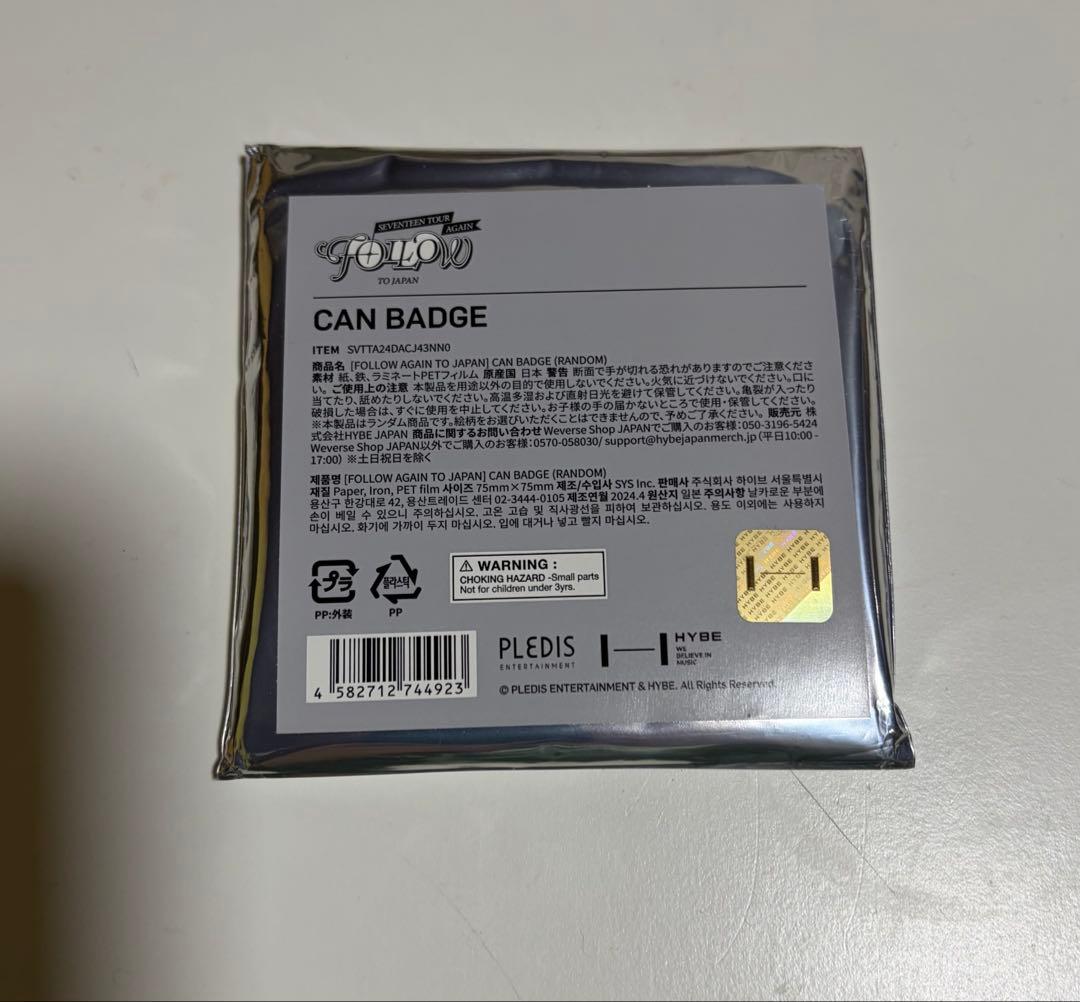 SEVENTEEN TOUR
AGAIN
FOLLOW
TO JAPAN
CAN BADGE
ITEM SVTTA24DACJ43NN0
商品名 [FOLLOW AGAIN TO JAPAN] CAN BADGE (RANDOM)
素材 紙、鉄、ラミネートPETフィルム 原産国 日本 警告 断面で手が切れる恐れがありますのでご注意くださ
い。ご使用上の注意 本製品を用途以外の目的で使用しないでください。火気に近づけないでください。口に
当てたり、舐めたりしないでください。高温多湿および直射日光を避けて保管してください。亀裂が入ったり
破損した場合は、すぐに使用を中止してください。お子様の手の届かないところで使用・保管してください。
※本製品はランダム商品です。絵柄をお選びいただくことはできませんので、予めご了承ください。 販売元 株
式会社HYBE JAPAN 商品に関するお問い合わせ Weverse Shop JAPANでご購入のお客様：050-3196-5424
Weverse Shop JAPAN以外でご購入のお客様：0570-058030/ support@hybejapanmerch.jp (平日10:00 -
17:00) ※土日祝日を除く
제품명 [FOLLOW AGAIN TO JAPAN] CAN BADGE (RANDOM)
재질 Paper, Iron, PET film 사이즈 75mm×75mm 제조/수입사 SYS Inc. 판매사 주식회사 하이브 서울특별시
용산구 한강대로 42, 용산트레이드 센터 02-3444-0105 제조연월 2024.4 원산지 일본 주의사항 날카로운 부분에
손이 베일 수 있으니 주의하십시오. 고온 고습 및 직사광선을 피하여 보관하십시오. 용도 이외에는 사용하지
마십시오. 화기에 가까이 두지 마십시오. 입에 대거나 넣고 빨지 마십시오.
プラ
PP:外装
플라스틱
PP
WARNING :
CHOKING HAZARD -Small parts
Not for children under 3yrs.
HYBE HYBE HYBE
4 582712 744923
PLEDIS
ENTERTAINMENT
HYBE
WE
BELIEVE IN
MUSIC
© PLEDIS ENTERTAINMENT & HYBE. All Rights Reserved.